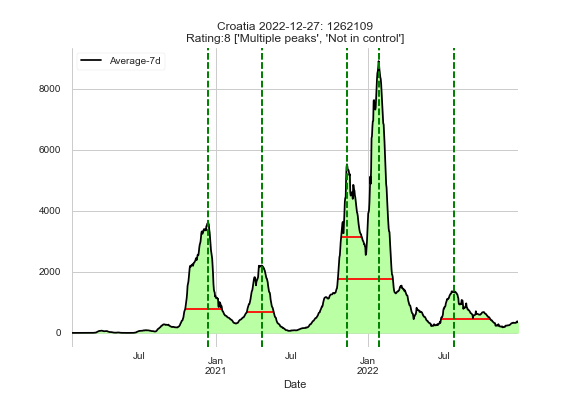 Croatia 2022-12-27: 1262109
Rating:8 ['Multiple peaks', 'Not in control']
Average-7d
8000
6000
4000
2000
0
Jul
Jan
2021
Jul
Jan
2022
Jul
Date